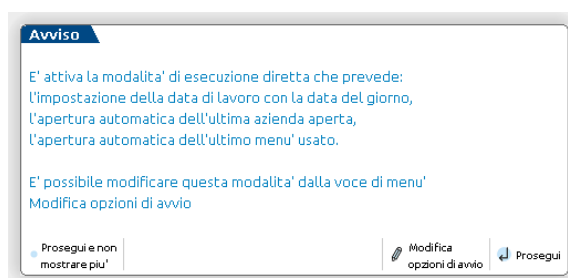 Avviso
E' attiva la modalita' di esecuzione diretta che prevede:
l'impostazione della data di lavoro con la data del giorno,
l'apertura automatica dell'ultima azienda aperta,
l'apertura automatica dell'ultimo menu' usato.
E' possibile modificare questa modalita' dalla voce di menu'
Modifica opzioni di avvio
Prosegui e non
mostrare piu'
Modifica
opzioni di avvio
Prosegui